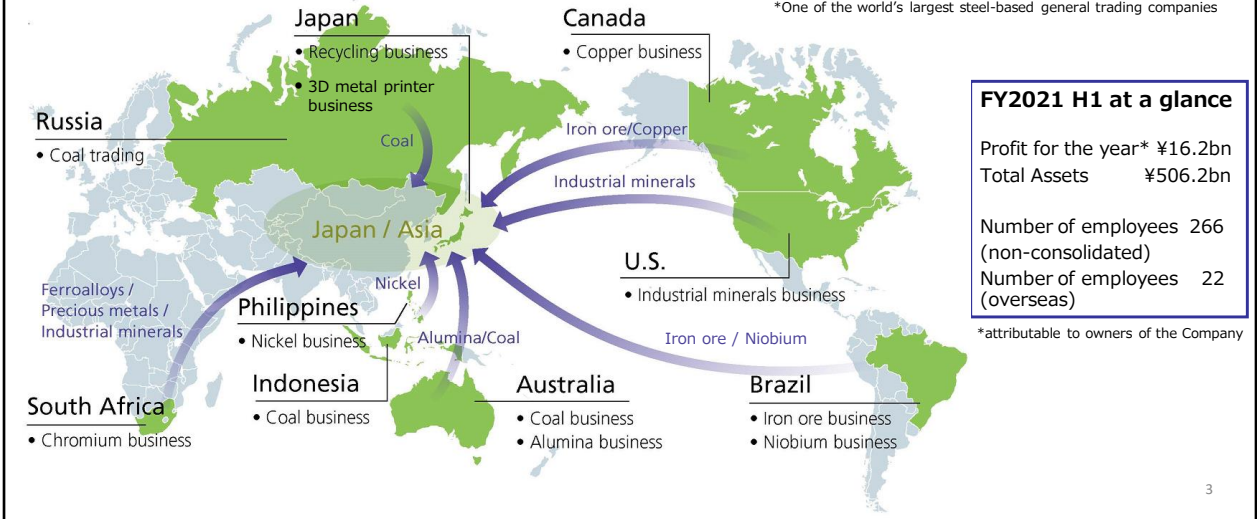 *One of the world's largest steel-based general trading companies
Japan
• Recycling business
• 3D metal printer
business
Canada
• Copper business
Russia
• Coal trading
Coal
Iron ore/Copper
Industrial minerals
Japan / Asia
FY2021 H1 at a glance
Profit for the year* ¥16.2bn
Total Assets ¥506.2bn
Number of employees 266
(non-consolidated)
Number of employees 22
(overseas)
*attributable to owners of the Company
U.S.
• Industrial minerals business
Ferroalloys /
Precious metals /
Industrial minerals
Nickel
Philippines
• Nickel business
Alumina/Coal
Iron ore / Niobium
Indonesia
• Coal business
Australia
• Coal business
• Alumina business
Brazil
• Iron ore business
• Niobium business
South Africa
• Chromium business
3